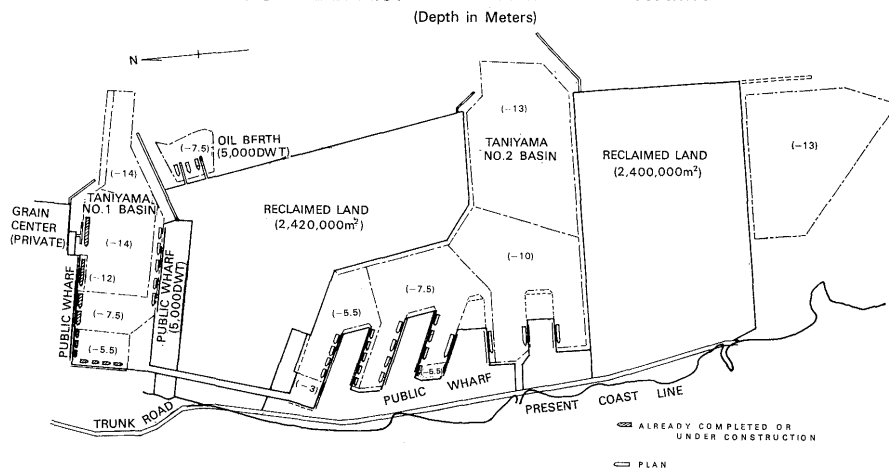 (Depth in Meters)
N
(-13)
OIL BERTH
(5,000DWT)
(-7.5)
TANIYAMA
NO.2 BASIN
(-13)
(-14)
RECLAIMED LAND
(2,400,000m²)
TANIYAMA
NO.1 BASIN
GRAIN
CENTER
(PRIVATE)
RECLAIMED LAND
(2,420,000m²)
(-14)
(-10)
(-12)
PUBLIC WHARF
PUBLIC WHARF
(5,000DWT)
(-7.5)
(-5.5)
(-7.5)
(-5.5)
(-5.5)
(-3)
PUBLIC WHARF
PRESENT COAST LINE
TRUNK ROAD
ALREADY COMPLETED OR
UNDER CONSTRUCTION
PLAN